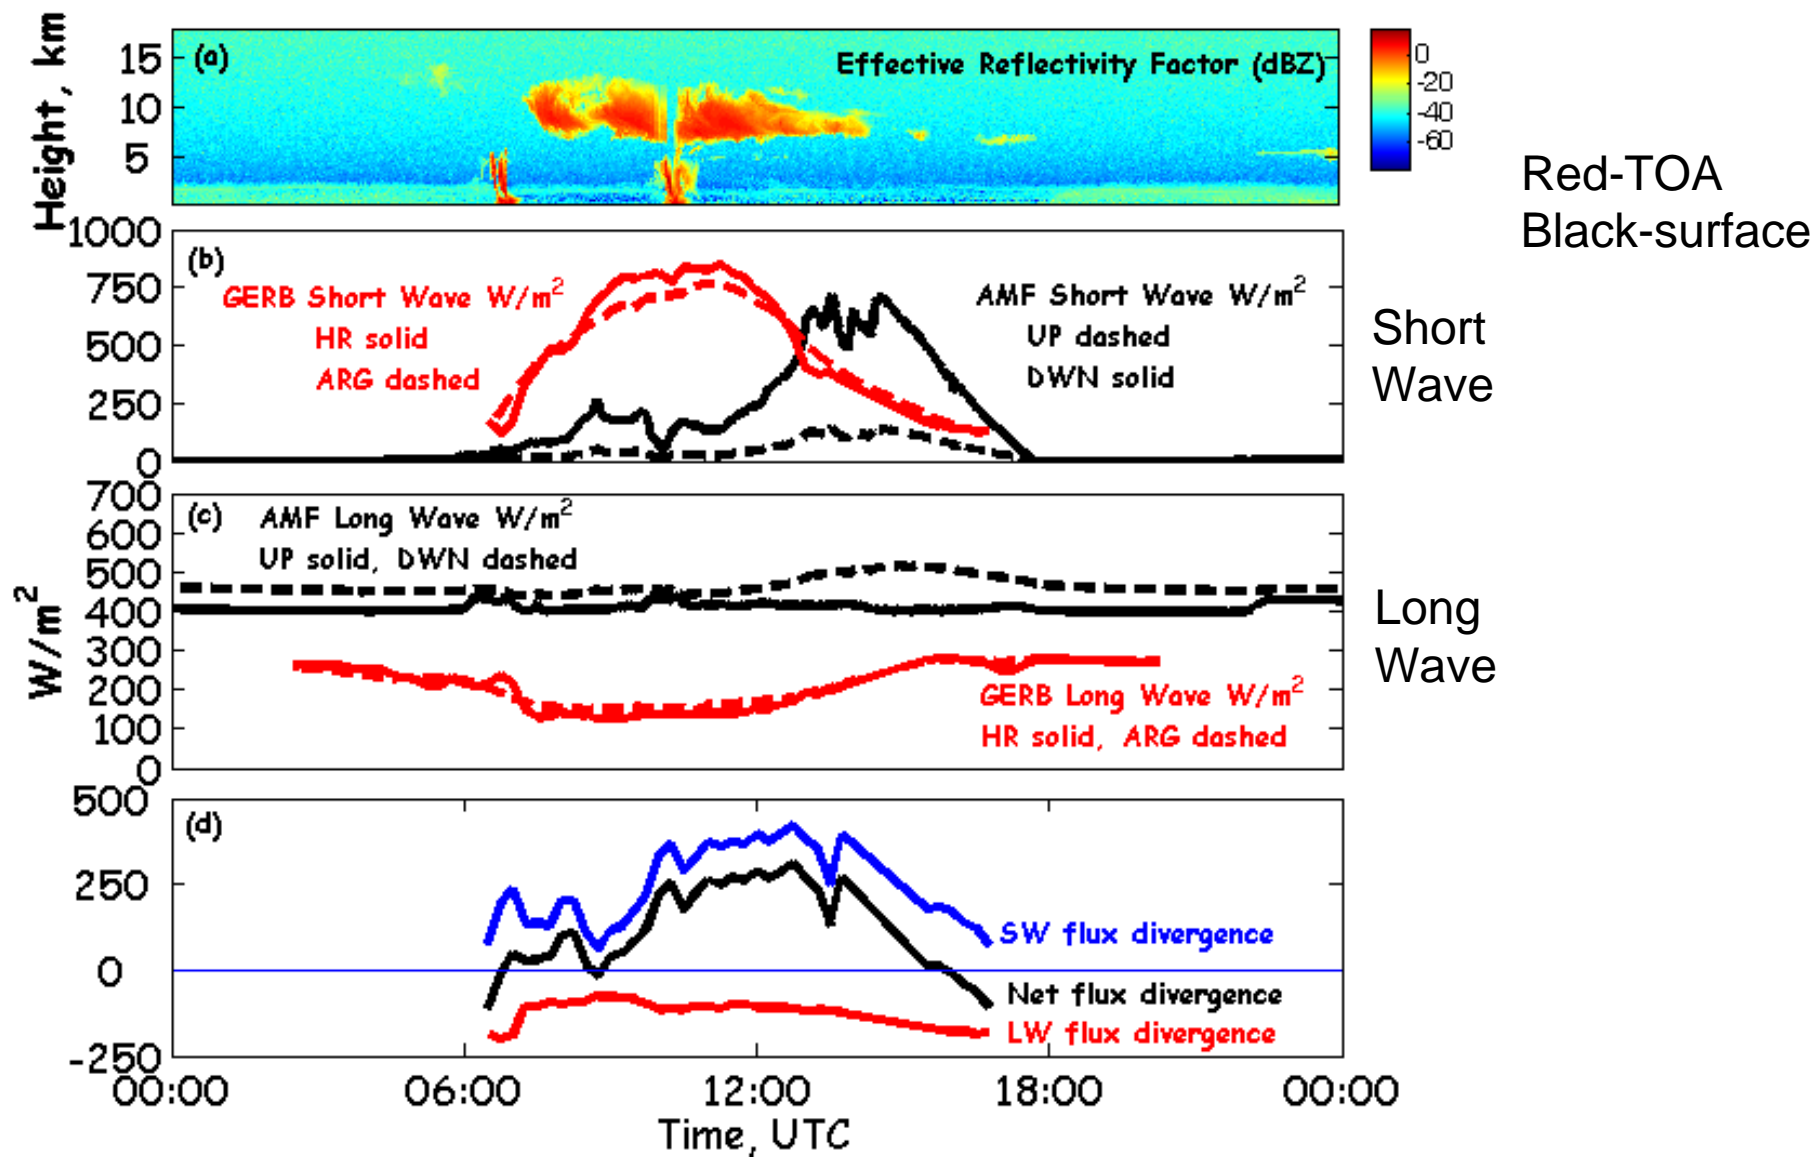 Height, km
15
10
5
(a)
Effective Reflectivity Factor (dBZ)
0
-20
-40
-60
Red-TOA
Black-surface
1000
750
500
250
0
(b)
GERB Short Wave W/m²
HR solid
ARG dashed
AMF Short Wave W/m²
UP dashed
DWN solid
Short
Wave
W/m²
700
600
500
400
300
200
100
0
(c)
AMF Long Wave W/m²
UP solid, DWN dashed
GERB Long Wave W/m²
HR solid, ARG dashed
Long
Wave
500
250
0
-250
(d)
SW flux divergence
Net flux divergence
LW flux divergence
00:00
06:00
12:00
18:00
00:00
Time, UTC